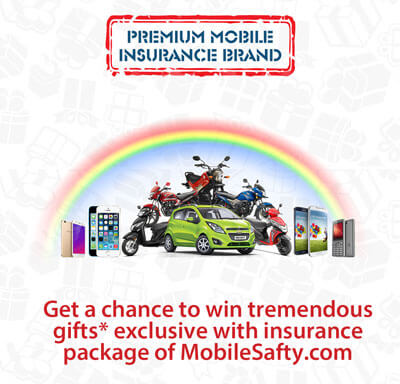 PREMIUM MOBILE
INSURANCE BRAND
Get a chance to win tremendous
gifts* exclusive with insurance
package of MobileSafty.com